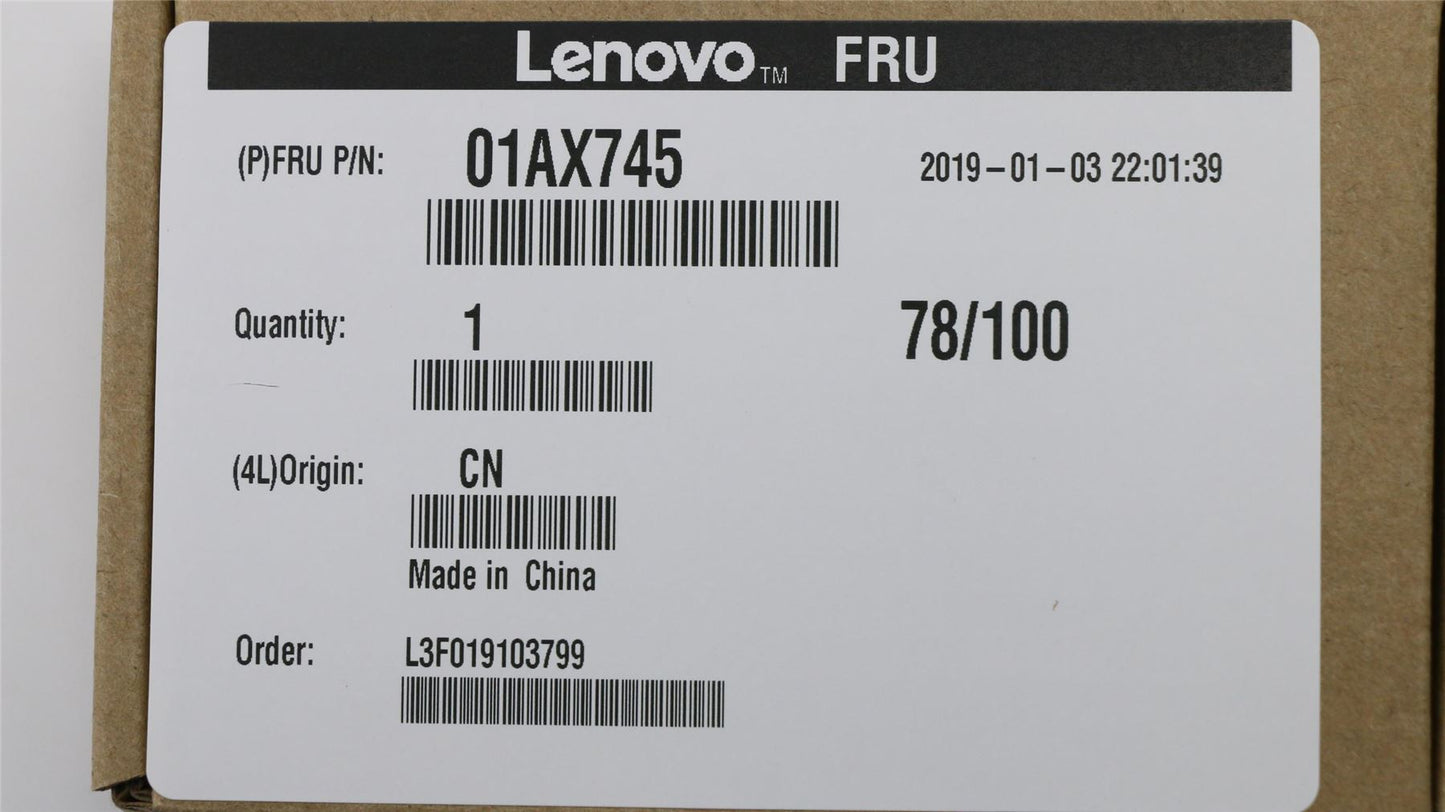 Lenovo™ FRU
(P)FRU P/N: 01AX745 2019-01-03 22:01:39
Quantity: 1 78/100
(4L)Origin: CN
Made in China
Order: L3F019103799